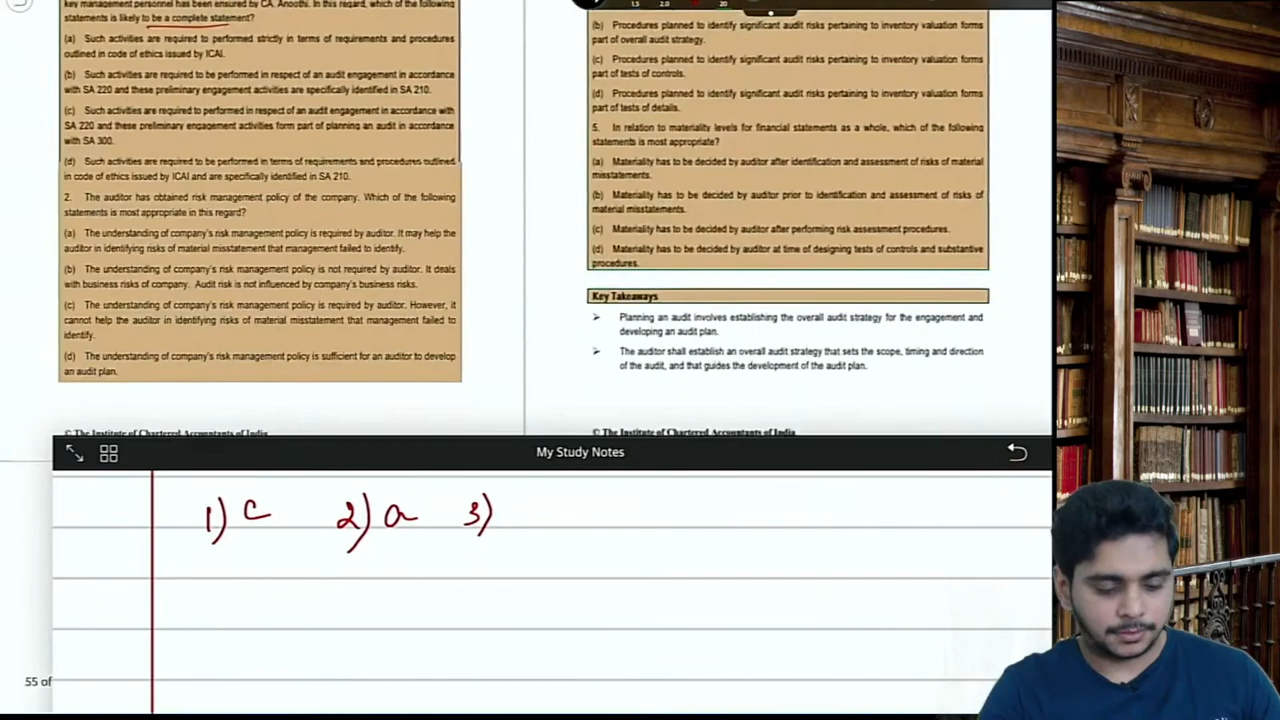 key management personnel has been ensured by CA. Anoothi. In this regard, which of the following
statements is likely to be a complete statement?
(a) Such activities are required to performed strictly in terms of requirements and procedures
outlined in code of ethics issued by ICAI.
(b) Such activities are required to be performed in respect of an audit engagement in accordance
with SA 220 and these preliminary engagement activities are specifically identified in SA 210.
(c) Such activities are required to performed in respect of an audit engagement in accordance with
SA 220 and these preliminary engagement activities form part of planning an audit in accordance
with SA 300.
(d) Such activities are required to be performed in terms of requirements and procedures outlined
in code of ethics issued by ICAI and are specifically identified in SA 210.
2. The auditor has obtained risk management policy of the company. Which of the following
statements is most appropriate in this regard?
(a) The understanding of company's risk management policy is required by auditor. It may help the
auditor in identifying risks of material misstatement that management failed to identify.
(b) The understanding of company's risk management policy is not required by auditor. It deals
with business risks of company. Audit risk is not influenced by company's business risks.
(c) The understanding of company's risk management policy is required by auditor. However, it
cannot help the auditor in identifying risks of material misstatement that management failed to
identify.
(d) The understanding of company's risk management policy is sufficient for an auditor to develop
an audit plan.
© The Institute of Chartered Accountants of India
1.5 2.0 20
(b) Procedures planned to identify significant audit risks pertaining to inventory valuation forms
part of overall audit strategy.
(c) Procedures planned to identify significant audit risks pertaining to inventory valuation forms
part of tests of controls.
(d) Procedures planned to identify significant audit risks pertaining to inventory valuation forms
part of tests of details.
5. In relation to materiality levels for financial statements as a whole, which of the following
statements is most appropriate?
(a) Materiality has to be decided by auditor after identification and assessment of risks of material
misstatements.
(b) Materiality has to be decided by auditor prior to identification and assessment of risks of
material misstatements.
(c) Materiality has to be decided by auditor after performing risk assessment procedures.
(d) Materiality has to be decided by auditor at time of designing tests of controls and substantive
procedures.
Key Takeaways
➢ Planning an audit involves establishing the overall audit strategy for the engagement and
developing an audit plan.
➢ The auditor shall establish an overall audit strategy that sets the scope, timing and direction
of the audit, and that guides the development of the audit plan.
© The Institute of Chartered Accountants of India
My Study Notes
1) c 2) a 3)
55 of